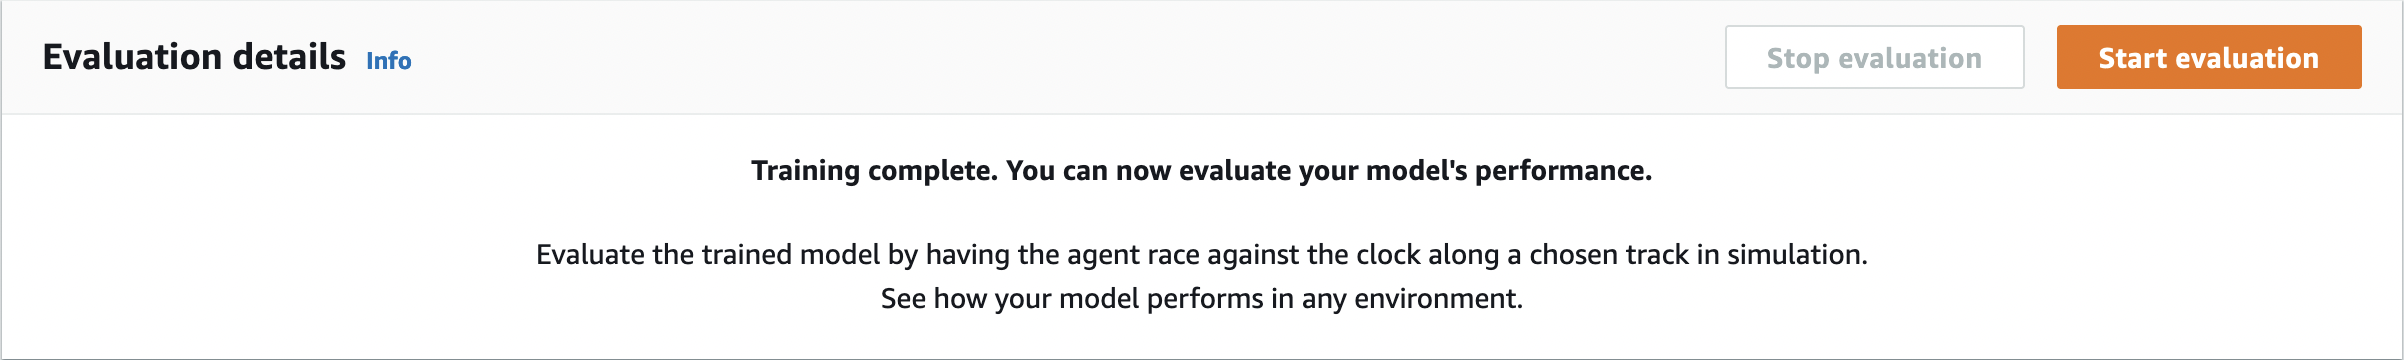 Evaluation details Info
Stop evaluation
Start evaluation
Training complete. You can now evaluate your model's performance.
Evaluate the trained model by having the agent race against the clock along a chosen track in simulation.
See how your model performs in any environment.